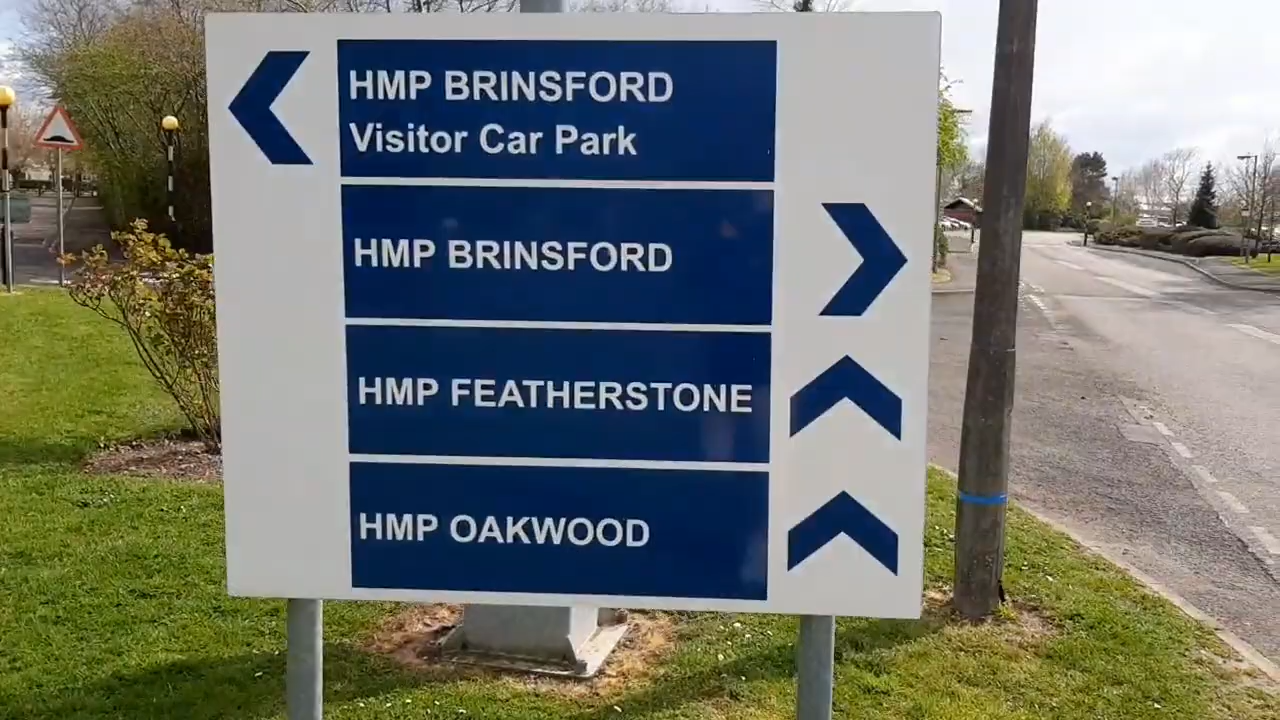 HMP BRINSFORD
Visitor Car Park
HMP BRINSFORD
HMP FEATHERSTONE
HMP OAKWOOD